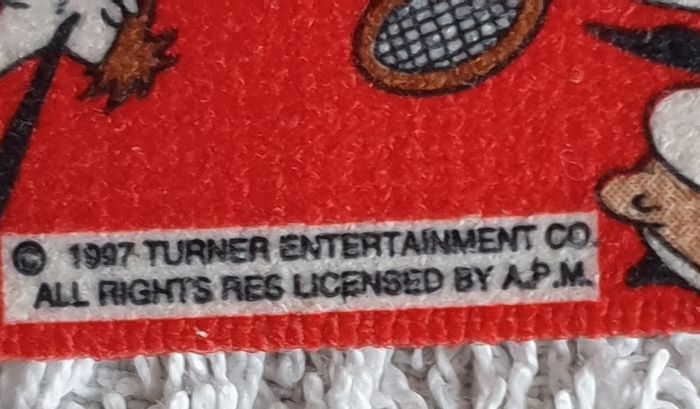 © 1997 TURNER ENTERTAINMENT CO.
ALL RIGHTS RES LICENSED BY A.P.M.